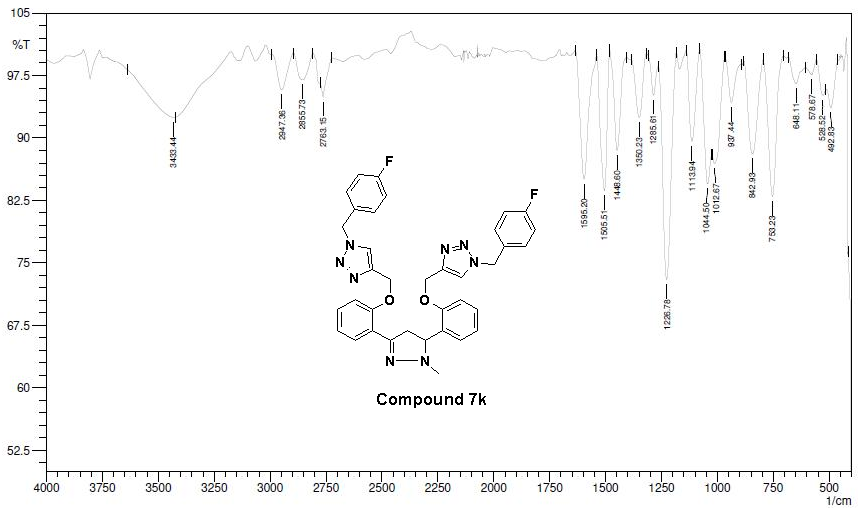 105
%T
97.5
90
82.5
75
67.5
60
52.5
3433.44
2947.36
2855.73
2763.15
1595.20
1505.51
1448.60
1350.23
1285.61
1226.78
1113.94
1044.50
1012.67
937.44
842.93
753.23
648.11
578.67
528.52
492.83
F
N
N
N
O
F
N
N
N
O
N
N
Compound 7k
4000
3750
3500
3250
3000
2750
2500
2250
2000
1750
1500
1250
1000
750
500
1/cm